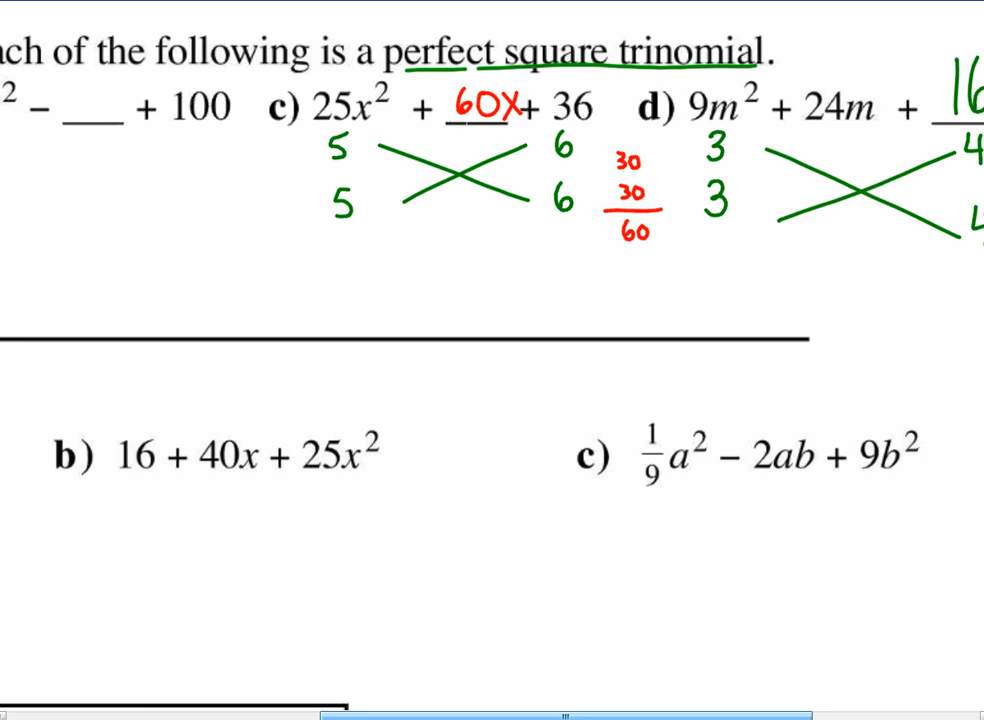 ach of the following is a perfect square trinomial.
² − ___ + 100 c) 25x² + 60x + 36 d) 9m² + 24m + 16
5 6 30 3 4
5 6 30 3 4
60
b) 16 + 40x + 25x² c) 1/9 a² − 2ab + 9b²